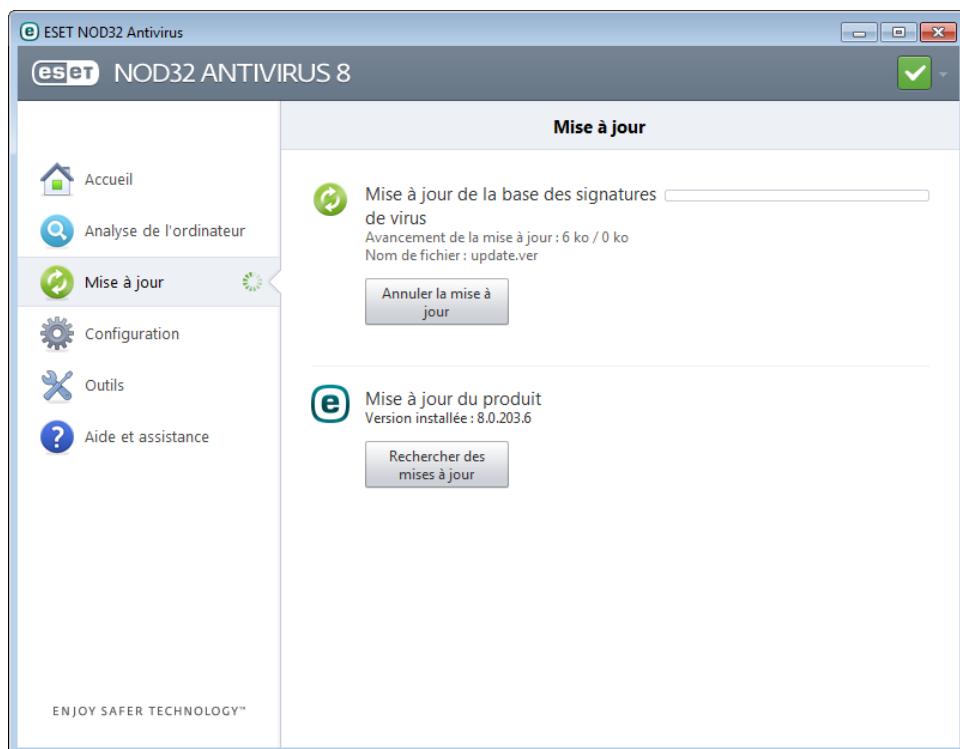 ESET NOD32 Antivirus
eset NOD32 ANTIVIRUS 8
Mise à jour
Accueil
Analyse de l'ordinateur
Mise à jour
Configuration
Outils
Aide et assistance
Mise à jour de la base des signatures
de virus
Avancement de la mise à jour : 6 ko / 0 ko
Nom de fichier : update.ver
Annuler la mise à
jour
e
Mise à jour du produit
Version installée : 8.0.203.6
Rechercher des
mises à jour
ENJOY SAFER TECHNOLOGY™